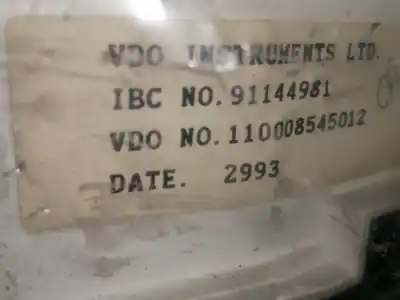 VDO INSTRUMENTS LTD.
IBC NO. 91144981
VDO NO. 110008545012
DATE. 2993